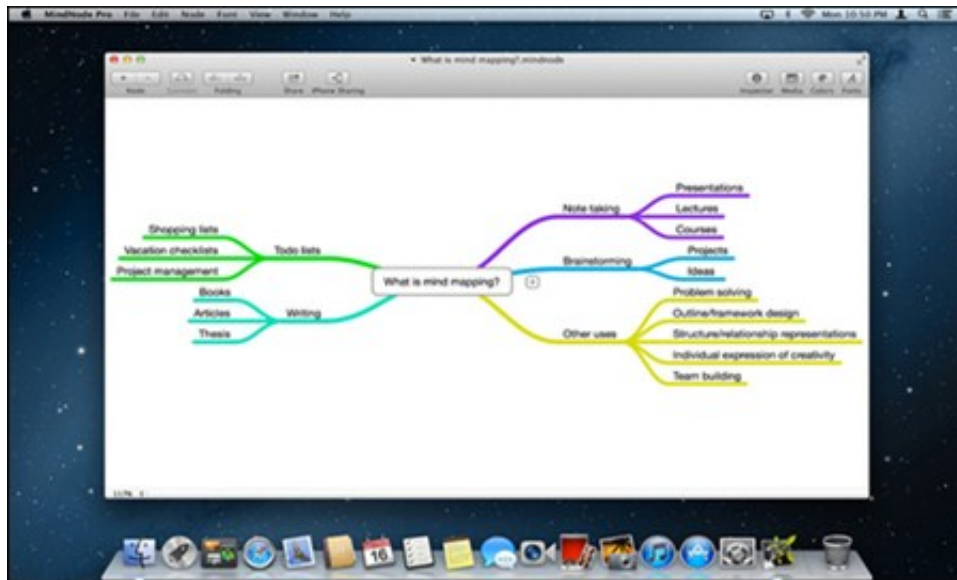 MindNode Pro File Edit Node Font View Window Help
Mon 10:50 PM
What is mind mapping?.mindnode
Node Folding Share iPhone Sharing
Inspector Media Colors Fonts
Shopping lists
Vacation checklists
Project management
Todo lists
Books
Articles
Thesis
Writing
What is mind mapping?
Note taking
Presentations
Lectures
Courses
Brainstorming
Projects
Ideas
Other uses
Problem solving
Outline/framework design
Structure/relationship representations
Individual expression of creativity
Team building
16